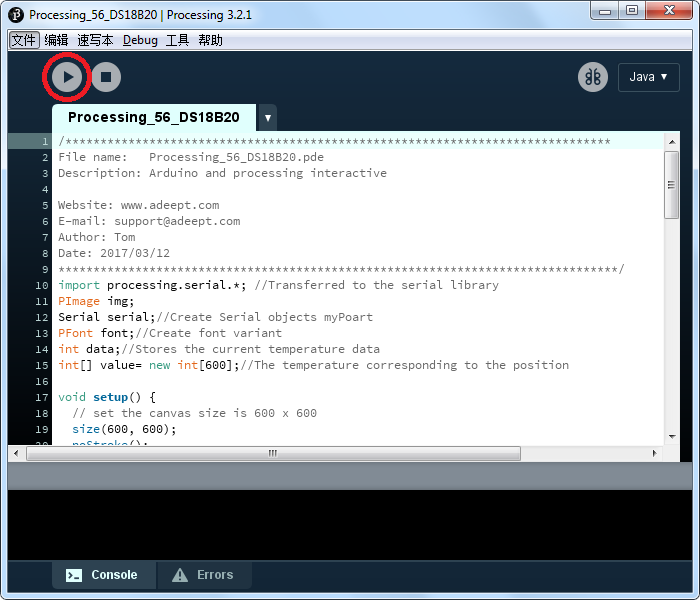 Processing_56_DS18B20 | Processing 3.2.1
文件 编辑 速写本 Debug 工具 帮助
Java ▼
Processing_56_DS18B20 ▼
1 /******************************************************************************
2 File name:   Processing_56_DS18B20.pde
3 Description: Arduino and processing interactive
4
5 Website: www.adeept.com
6 E-mail: support@adeept.com
7 Author: Tom
8 Date: 2017/03/12
9 ********************************************************************************/
10 import processing.serial.*; //Transferred to the serial library
11 PImage img;
12 Serial serial;//Create Serial objects myPoart
13 PFont font;//Create font variant
14 int data;//Stores the current temperature data
15 int[] value= new int[600];//The temperature corresponding to the position
16
17 void setup() {
18   // set the canvas size is 600 x 600
19   size(600, 600);
20   noStroke();
Console Errors